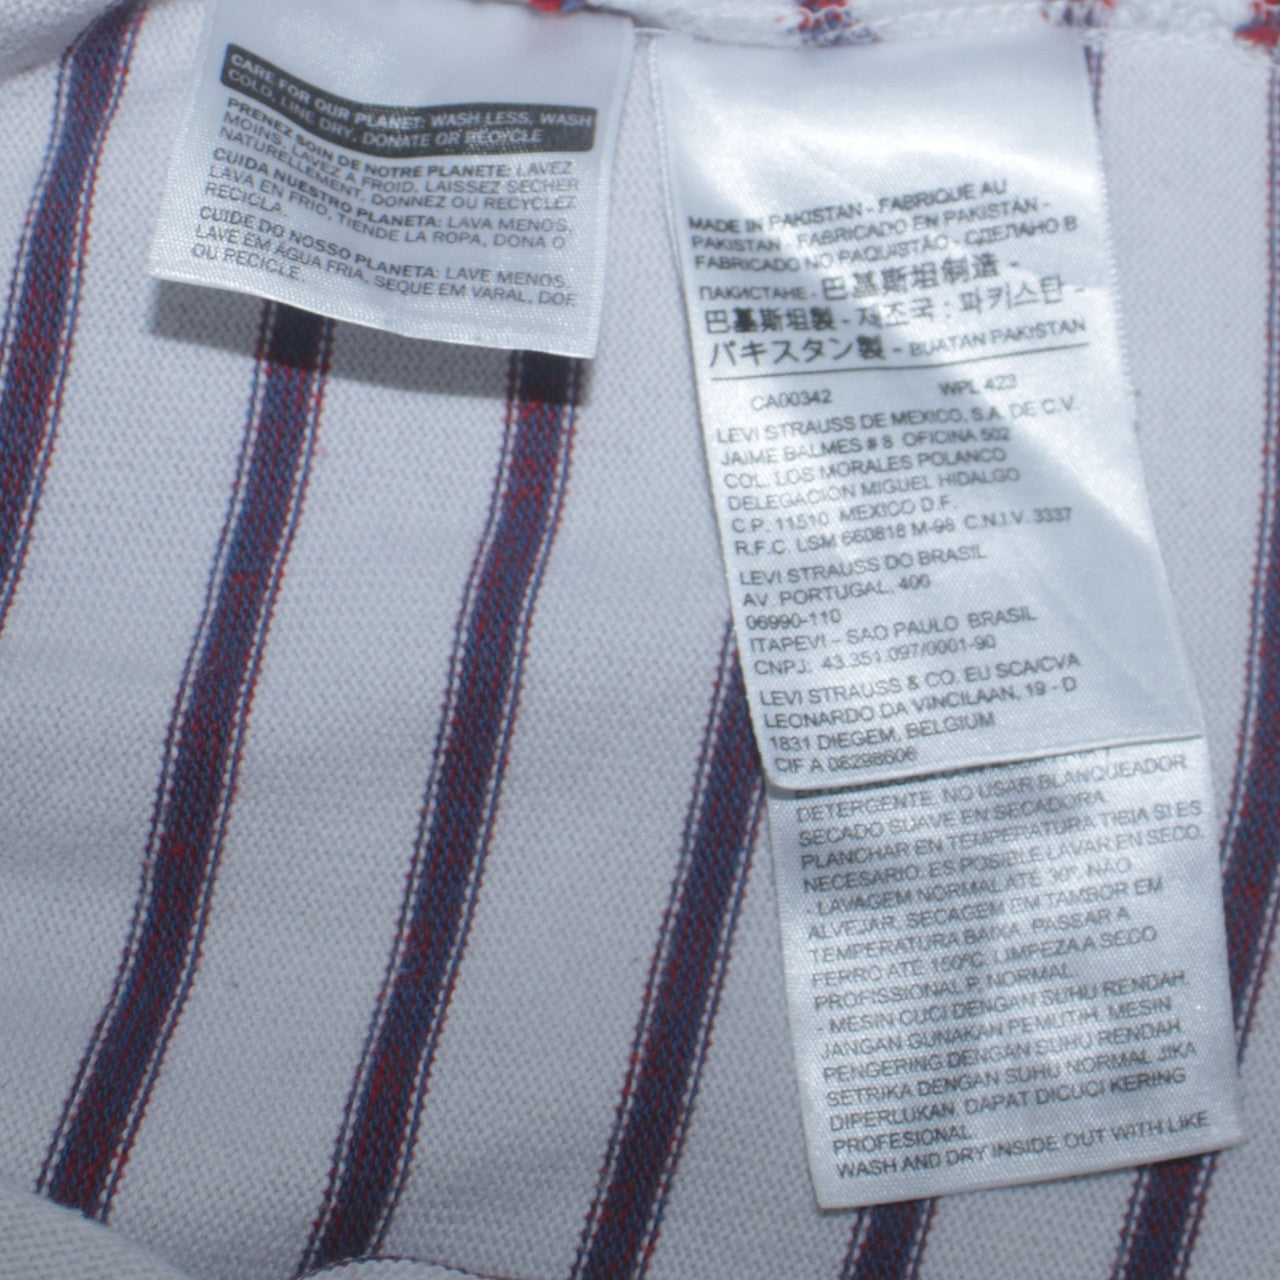 CARE FOR OUR PLANET: WASH LESS, WASH
COLD, LINE DRY, DONATE OR RECYCLE
PRENEZ SOIN DE NOTRE PLANETE: LAVEZ
MOINS, LAVEZ A FROID, LAISSEZ SECHER
NATURELLEMENT, DONNEZ OU RECYCLEZ
CUIDA NUESTRO PLANETA: LAVA MENOS,
LAVA EN FRIO, TIENDE LA ROPA, DONA O
RECICLA.
CUIDE DO NOSSO PLANETA: LAVE MENOS,
LAVE EM ÁGUA FRIA, SEQUE EM VARAL, DOE
OU RECICLE.
MADE IN PAKISTAN - FABRIQUE AU
PAKISTAN - FABRICADO EN PAKISTÁN -
FABRICADO NO PAQUISTÃO - СДЕЛАНО В
ПАКИСТАНЕ - 巴基斯坦制造 -
巴基斯坦製 - 제조국 : 파키스탄 -
パキスタン製 - BUATAN PAKISTAN
CA00342 WPL 423
LEVI STRAUSS DE MEXICO, S.A. DE C.V.
JAIME BALMES # 8 OFICINA 502
COL. LOS MORALES POLANCO
DELEGACION MIGUEL HIDALGO
C.P. 11510 MEXICO D.F.
R.F.C. LSM 660818 M-98 C.N.I.V. 3337
LEVI STRAUSS DO BRASIL
AV. PORTUGAL, 400
06990-110
ITAPEVI - SAO PAULO BRASIL
CNPJ: 43.351.097/0001-90
LEVI STRAUSS & CO. EU SCA/CVA
LEONARDO DA VINCILAAN, 19 - D
1831 DIEGEM, BELGIUM
CIF A 08298606
DETERGENTE. NO USAR BLANQUEADOR.
SECADO SUAVE EN SECADORA.
PLANCHAR EN TEMPERATURA TIBIA SI ES
NECESARIO. ES POSIBLE LAVAR EN SECO.
- LAVAGEM NORMAL ATÉ 30º. NÃO
ALVEJAR. SECAGEM EM TAMBOR EM
TEMPERATURA BAIXA. PASSAR A
FERRO ATÉ 150ºC. LIMPEZA A SECO
PROFISSIONAL P, NORMAL
- MESIN CUCI DENGAN SUHU RENDAH.
JANGAN GUNAKAN PEMUTIH. MESIN
PENGERING DENGAN SUHU RENDAH.
SETRIKA DENGAN SUHU NORMAL JIKA
DIPERLUKAN. DAPAT DICUCI KERING
PROFESIONAL
WASH AND DRY INSIDE OUT WITH LIKE